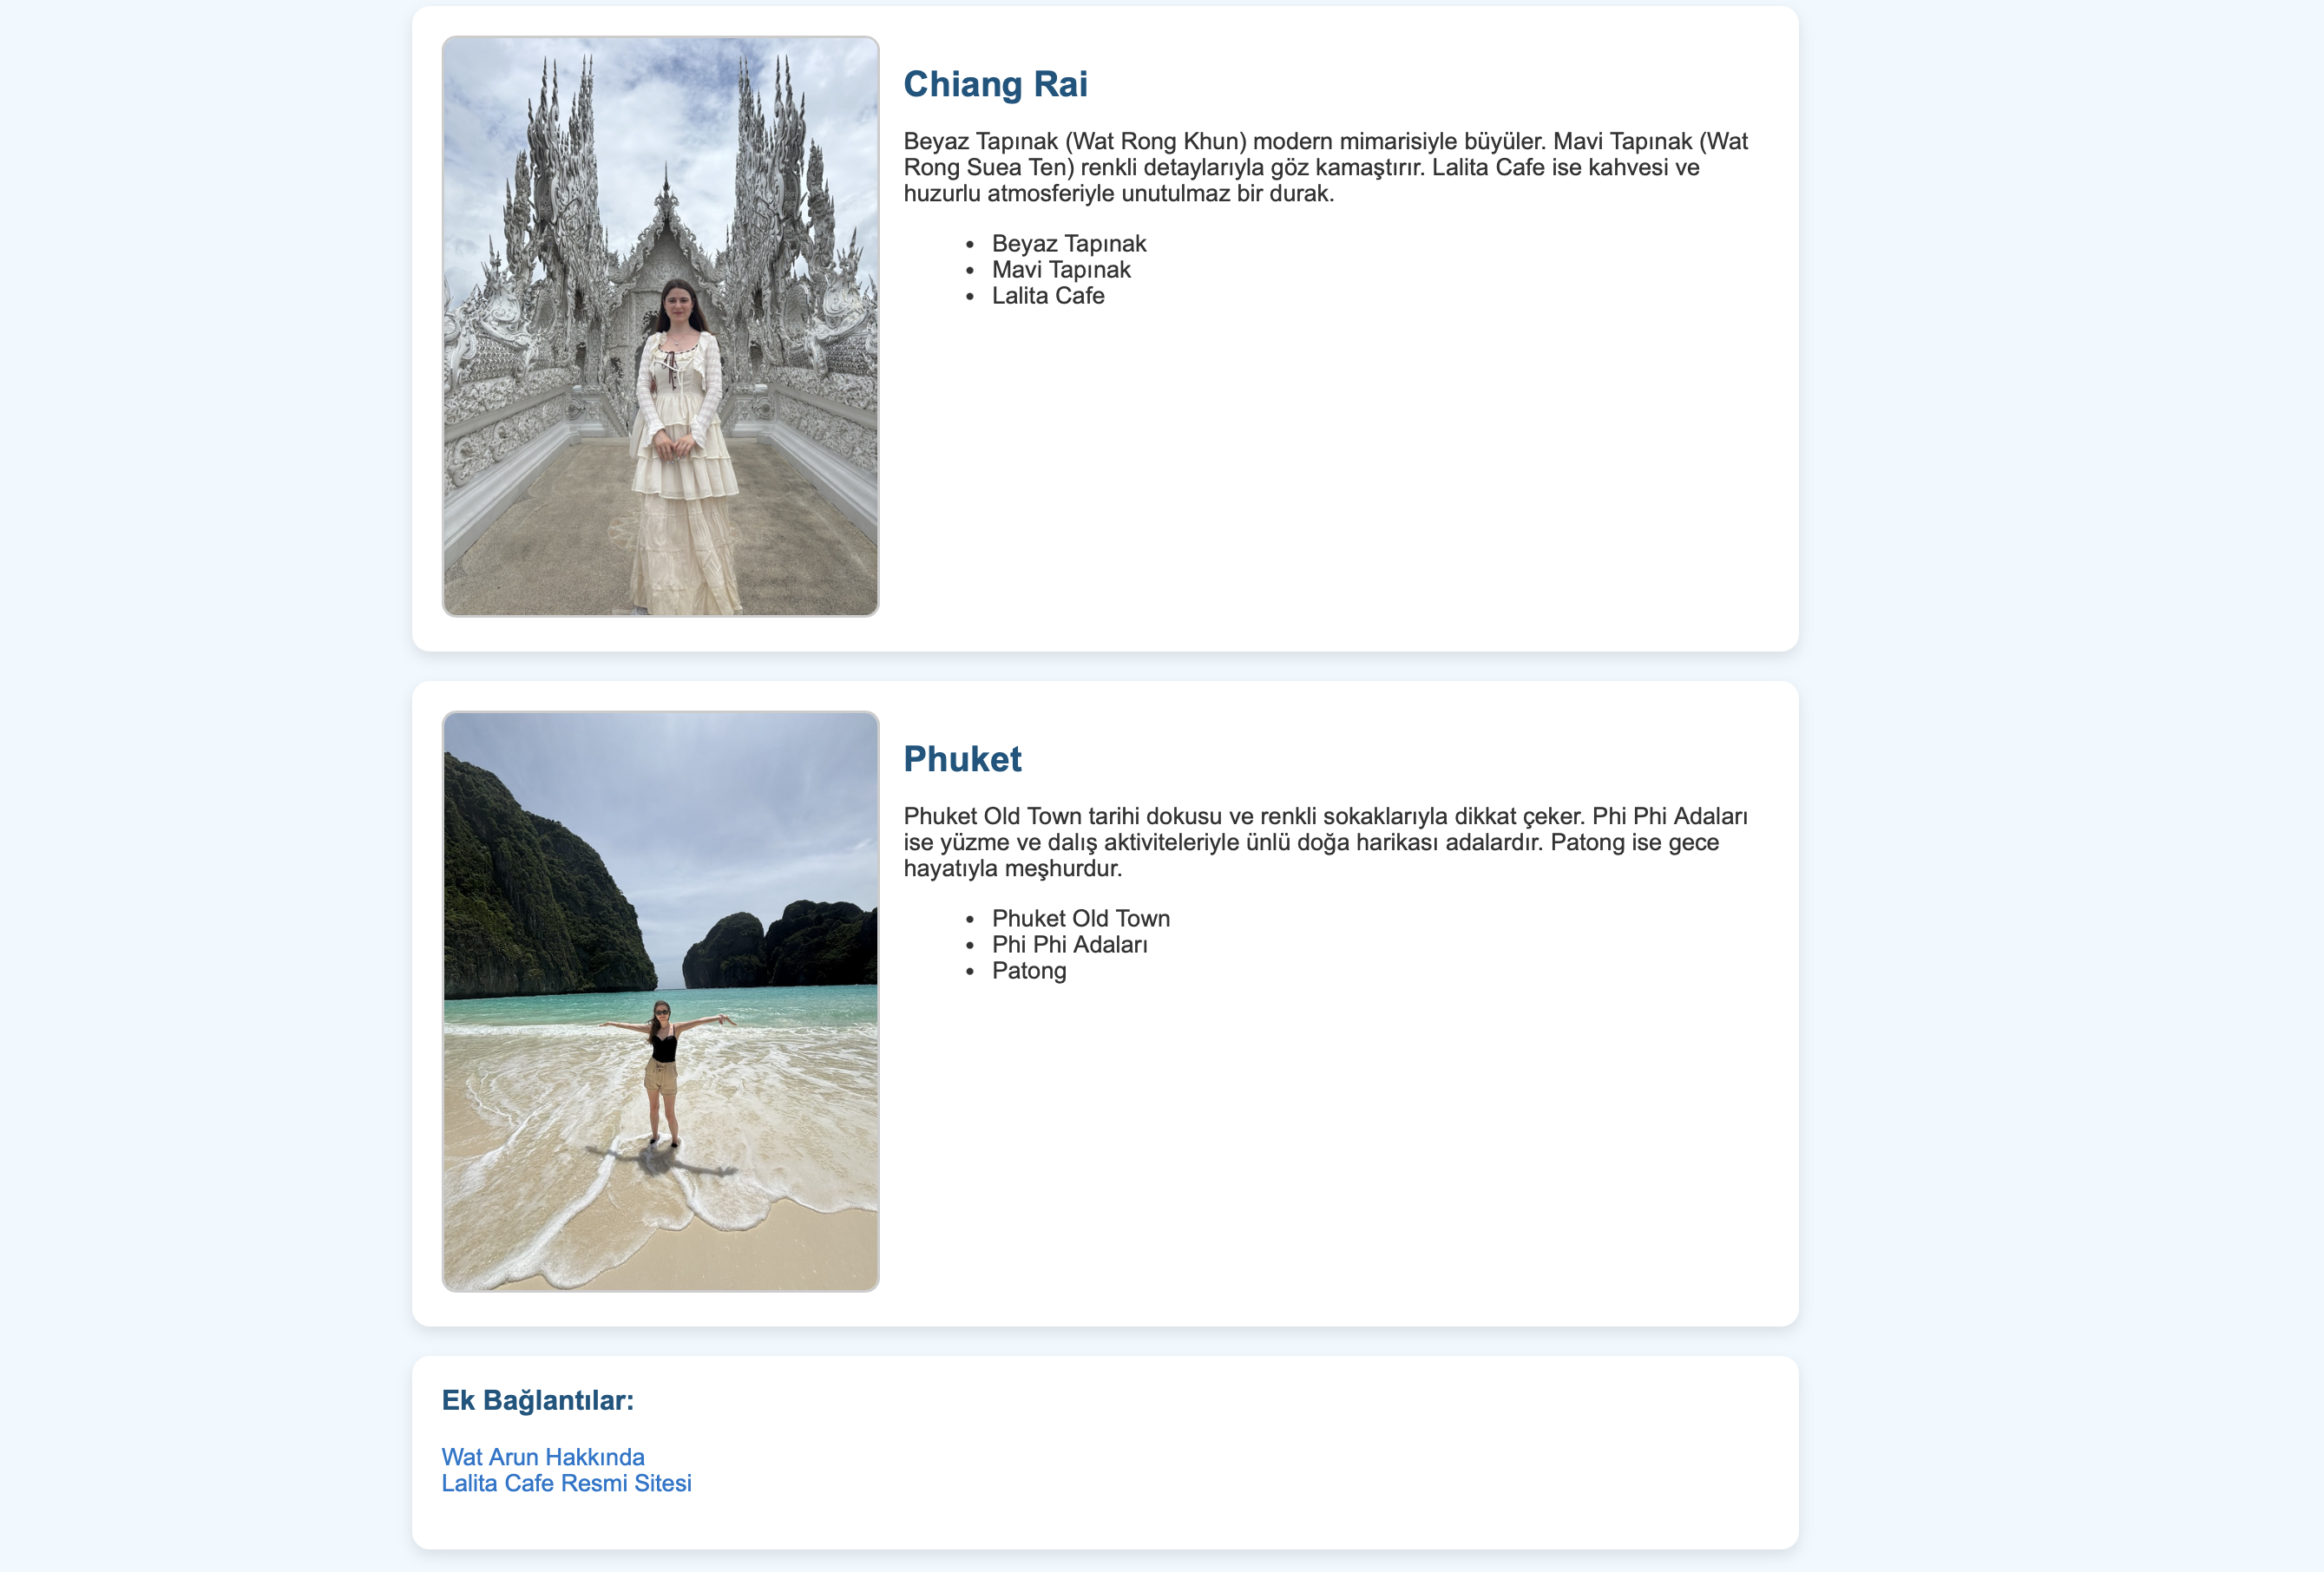 Chiang Rai
Beyaz Tapınak (Wat Rong Khun) modern mimarisiyle büyüler. Mavi Tapınak (Wat
Rong Suea Ten) renkli detaylarıyla göz kamaştırır. Lalita Cafe ise kahvesi ve
huzurlu atmosferiyle unutulmaz bir durak.
• Beyaz Tapınak
• Mavi Tapınak
• Lalita Cafe
Phuket
Phuket Old Town tarihi dokusu ve renkli sokaklarıyla dikkat çeker. Phi Phi Adaları
ise yüzme ve dalış aktiviteleriyle ünlü doğa harikası adalardır. Patong ise gece
hayatıyla meşhurdur.
• Phuket Old Town
• Phi Phi Adaları
• Patong
Ek Bağlantılar:
Wat Arun Hakkında
Lalita Cafe Resmi Sitesi